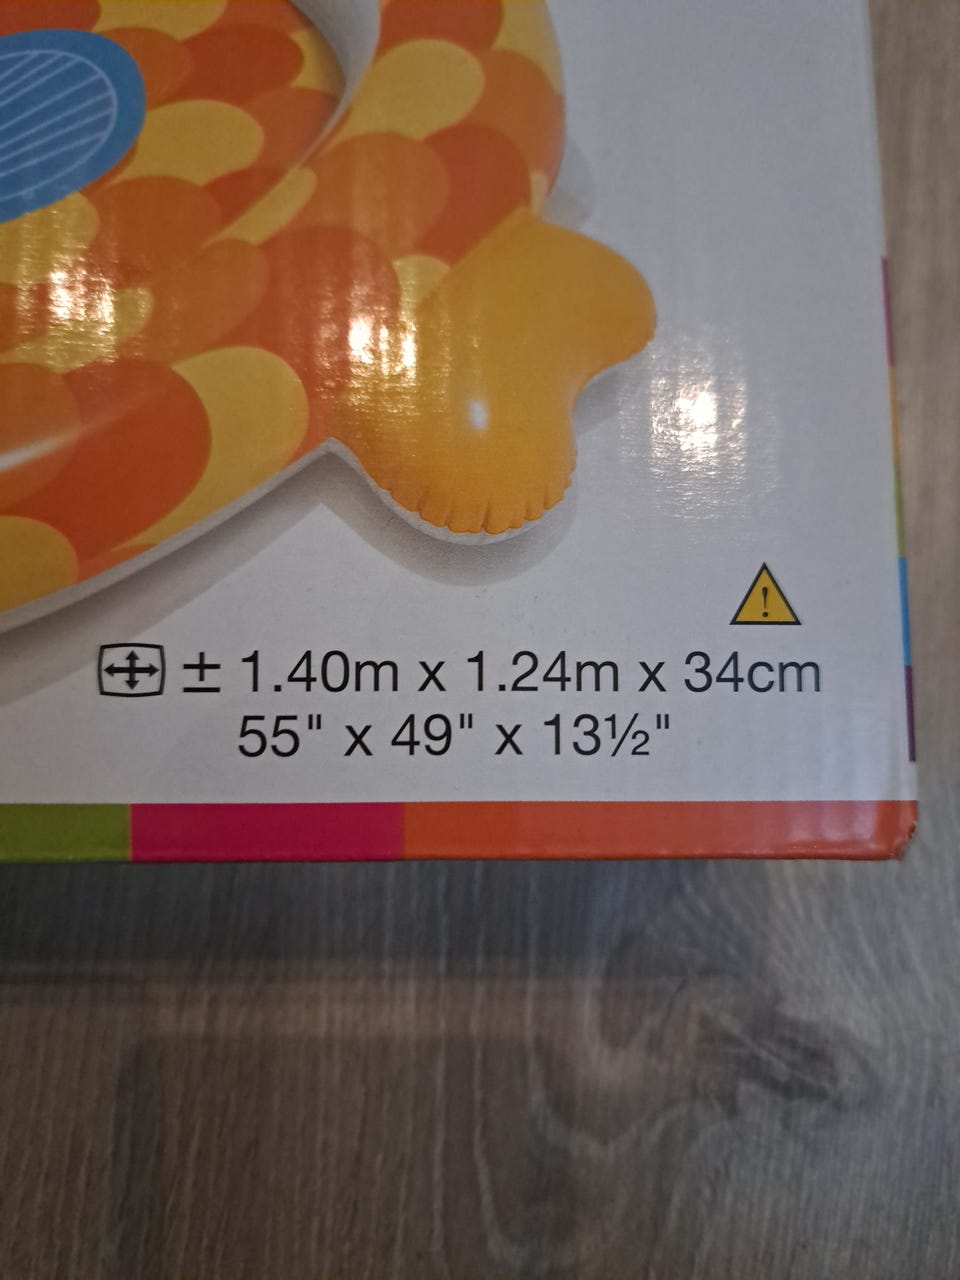 ± 1.40m x 1.24m x 34cm
55" x 49" x 13½"